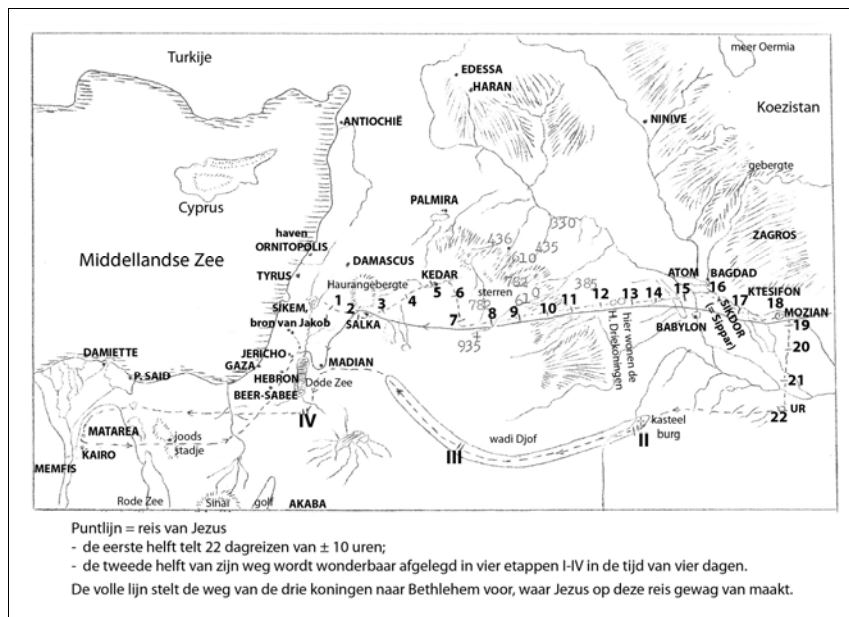 Turkije
meer Oermia
EDESSA
HARAN
Koezistan
NINIVE
ANTIOCHIË
gebergte
Cyprus
PALMIRA
330
haven
ORNITOPOLIS
436
435
610
ZAGROS
Middellandse Zee
DAMASCUS
TYRUS
Haurangebergte
KEDAR
782
385
ATOM
BAGDAD
sterren
610
782
1
2
3
4
5
6
7
8
9
10
11
12
13
14
15
16
17
18
KTESIFON
SIKEM,
bron van Jakob
SALKA
935
H. Driekoningen
hier wonen de
BABYLON
SIKDOR
(= Sippar)
MOZIAN
19
20
JERICHO
DAMIETTE
GAZA
MADIAN
P. SAID
HEBRON
Dode Zee
BEER-SABEE
21
UR
22
IV
kasteel
burg
MATAREA
joods
stadje
wadi Djof
III
II
MEMFIS
KAIRO
Rode Zee
Sinaï
golf
AKABA
Puntlijn = reis van Jezus
- de eerste helft telt 22 dagreizen van ± 10 uren;
- de tweede helft van zijn weg wordt wonderbaar afgelegd in vier etappen I-IV in de tijd van vier dagen.
De volle lijn stelt de weg van de drie koningen naar Bethlehem voor, waar Jezus op deze reis gewag van maakt.